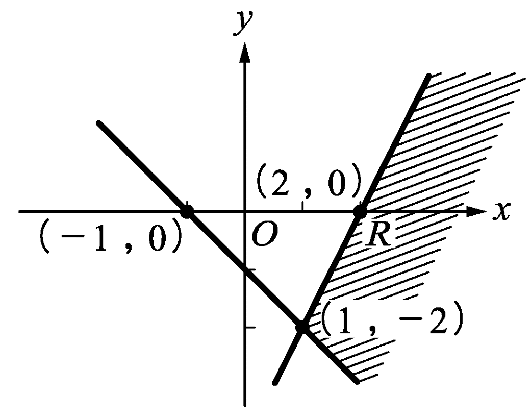 y
(2 , 0)
x
(−1 , 0)
O
R
(1 , −2)